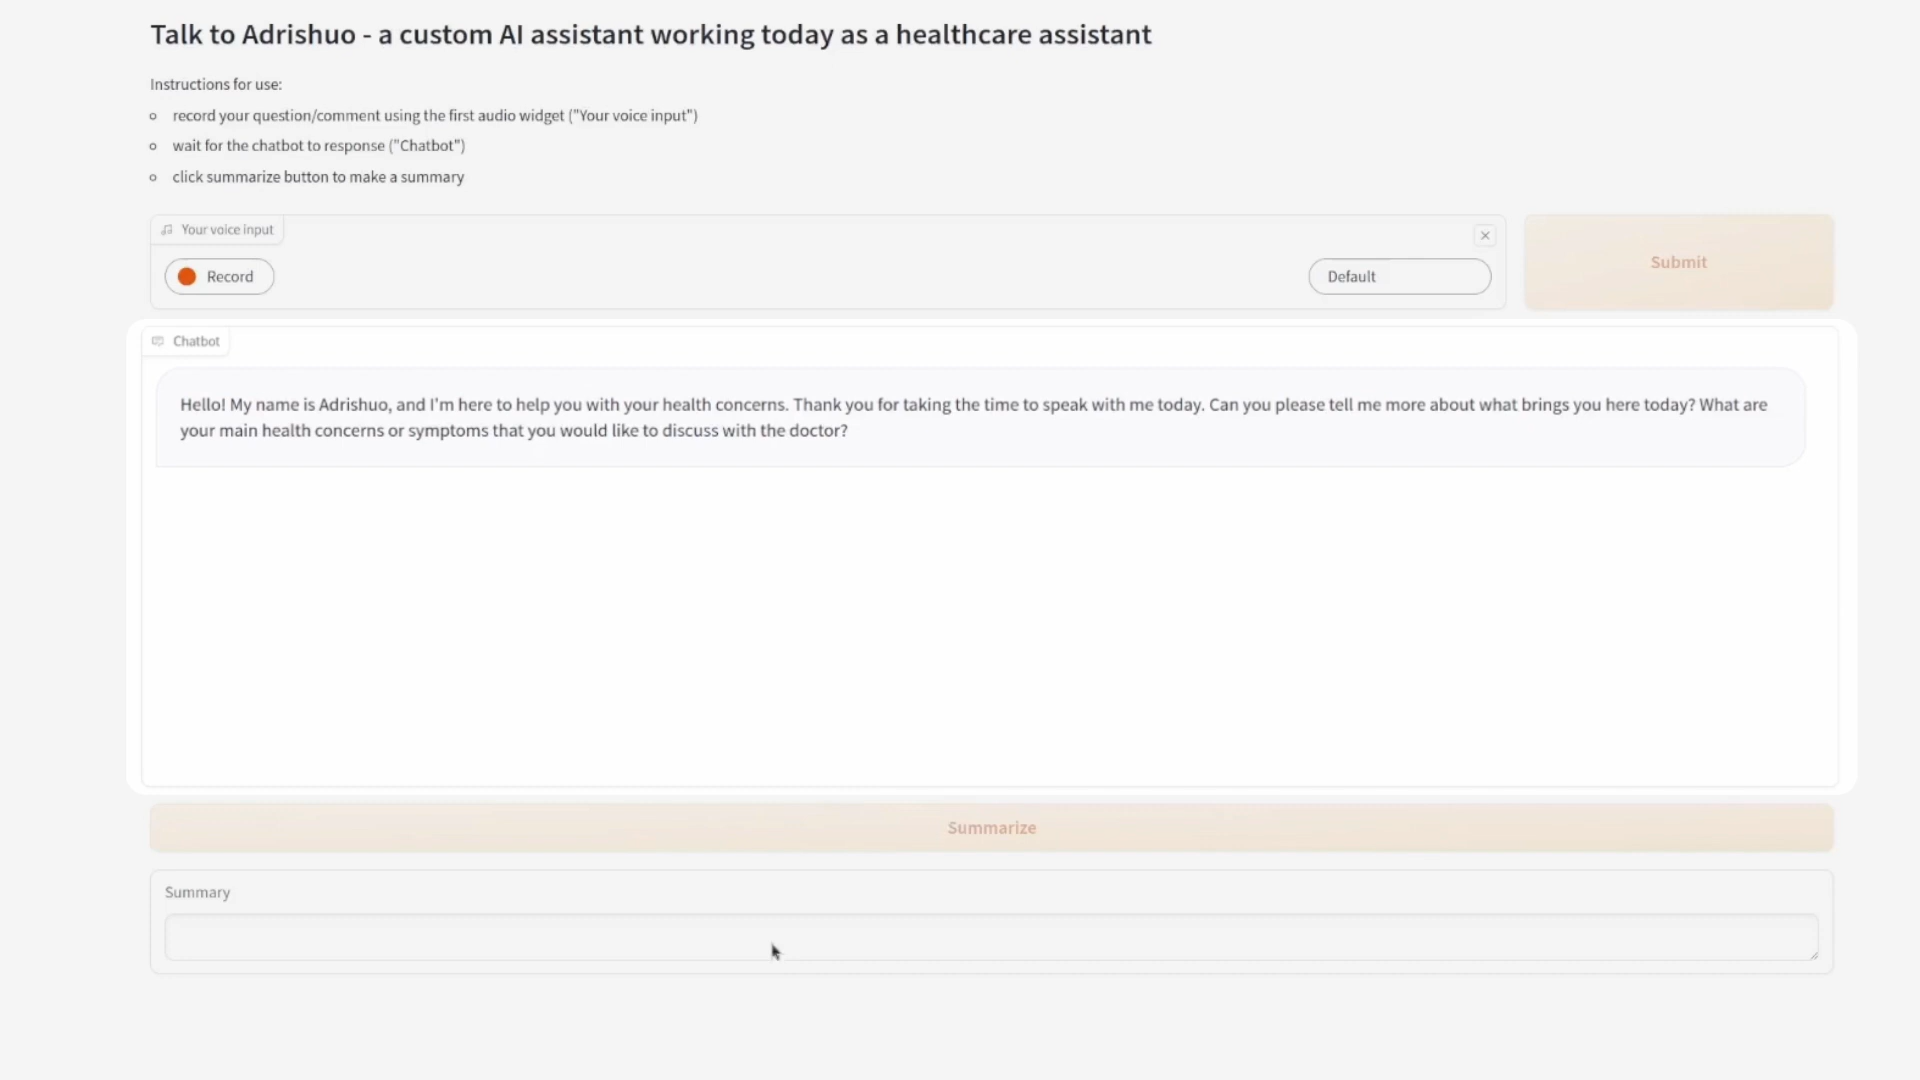 Talk to Adrishuo - a custom AI assistant working today as a healthcare assistant
Instructions for use:
record your question/comment using the first audio widget ("Your voice input")
wait for the chatbot to response ("Chatbot")
click summarize button to make a summary
Your voice input
Record
Default
Submit
Chatbot
Hello! My name is Adrishuo, and I'm here to help you with your health concerns. Thank you for taking the time to speak with me today. Can you please tell me more about what brings you here today? What are
your main health concerns or symptoms that you would like to discuss with the doctor?
Summarize
Summary